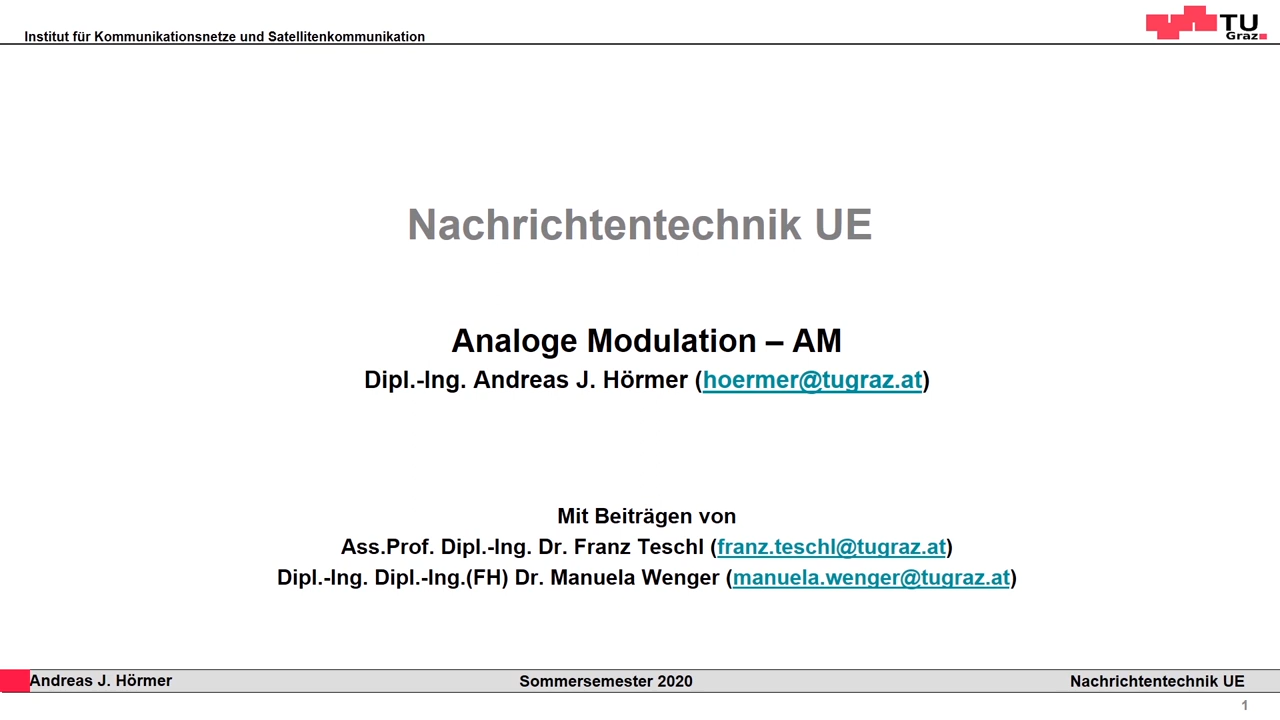 Institut für Kommunikationsnetze und Satellitenkommunikation
TU
Graz
Nachrichtentechnik UE
Analoge Modulation – AM
Dipl.-Ing. Andreas J. Hörmer (hoermer@tugraz.at)
Mit Beiträgen von
Ass.Prof. Dipl.-Ing. Dr. Franz Teschl (franz.teschl@tugraz.at)
Dipl.-Ing. Dipl.-Ing.(FH) Dr. Manuela Wenger (manuela.wenger@tugraz.at)
Andreas J. Hörmer Sommersemester 2020 Nachrichtentechnik UE
1